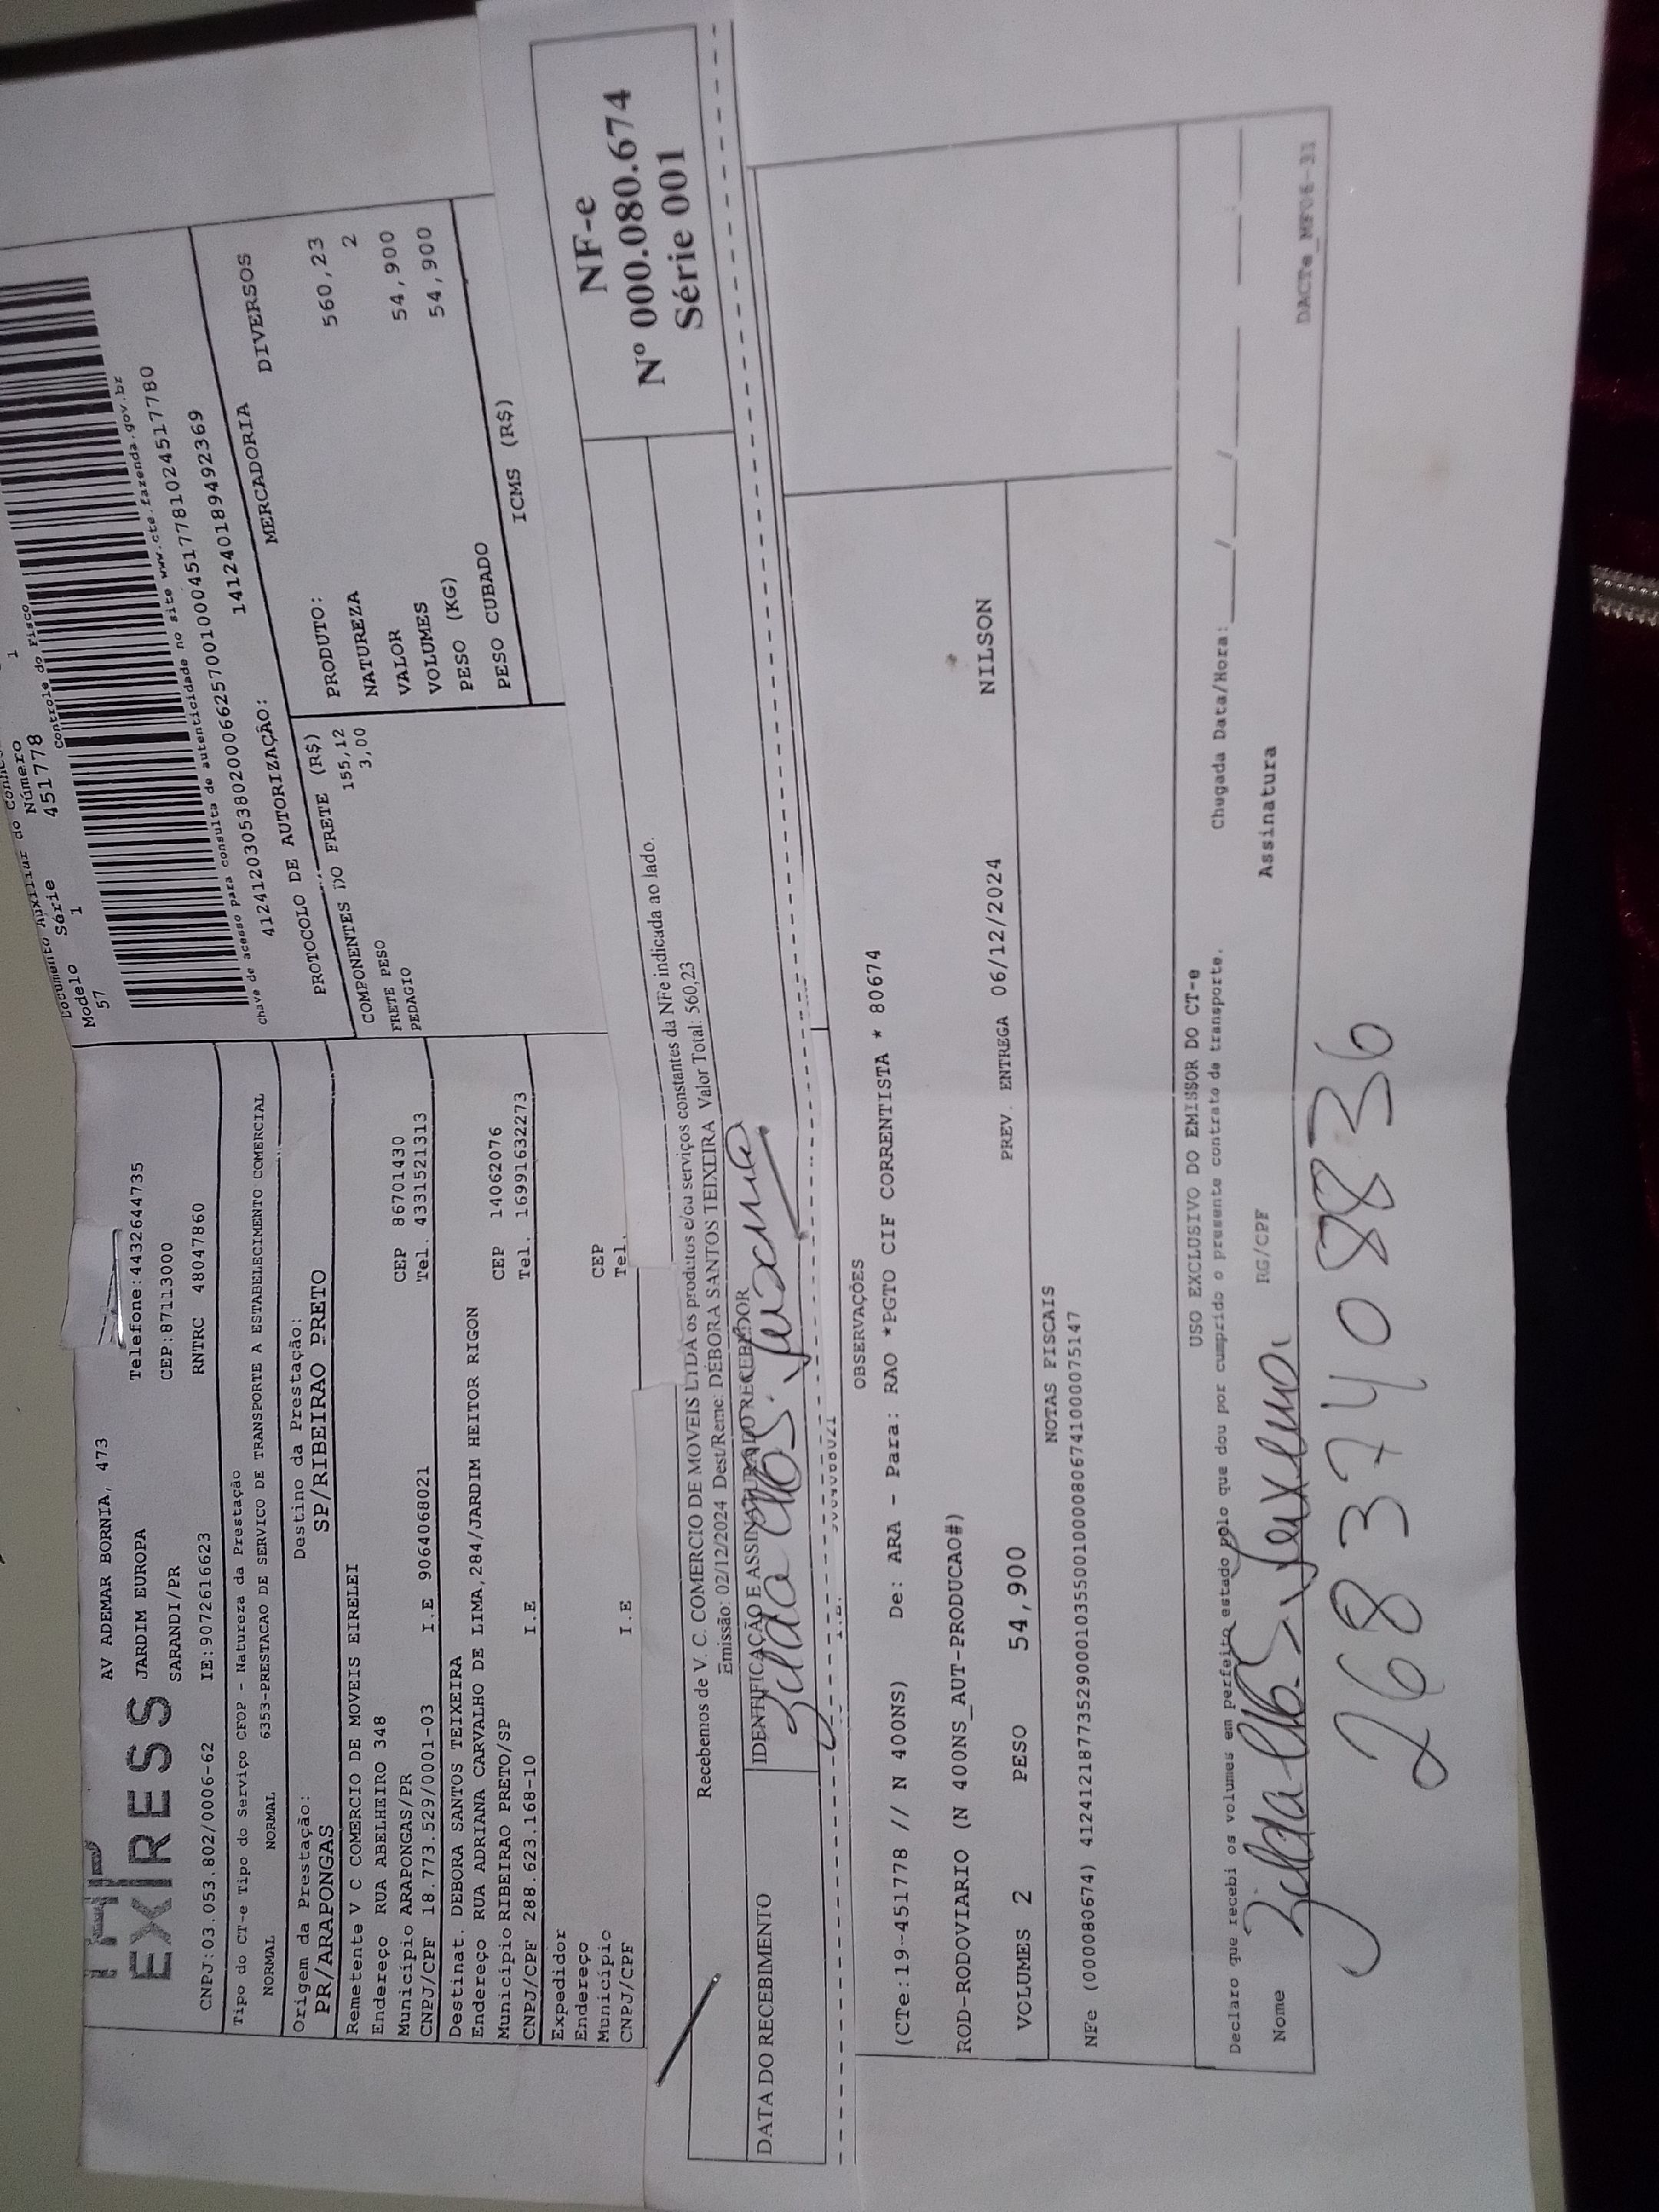 EXPRESS
AV ADEMAR BORNIA, 473
JARDIM EUROPA
SARANDI/PR
Telefone:4432644735
CEP:87113000
CNPJ:03.053.802/0006-62 IE:9072616623 RNTRC 48047860
Tipo do CT-e Tipo do Serviço CFOP - Natureza da Prestação
NORMAL NORMAL 6353-PRESTACAO DE SERVICO DE TRANSPORTE A ESTABELECIMENTO COMERCIAL
Origem da Prestação: Destino da Prestação:
PR/ARAPONGAS SP/RIBEIRAO PRETO
Remetente V C COMERCIO DE MOVEIS EIRELEI
Endereço RUA ABELHEIRO 348
Município ARAPONGAS/PR CEP 86701430
CNPJ/CPF 18.773.529/0001-03 I.E 9064068021 Tel. 4331521313
Destinat. DEBORA SANTOS TEIXEIRA
Endereço RUA ADRIANA CARVALHO DE LIMA,284/JARDIM HEITOR RIGON
Município RIBEIRAO PRETO/SP CEP 14062076
CNPJ/CPF 288.623.168-10 I.E Tel. 16991632273
Expedidor
Endereço
Município CEP
CNPJ/CPF I.E Tel.
Documento Auxiliar do
Modelo Série Número
57 1 451778 1
Controle do Fisco
Chave de acesso para consulta de autenticidade no site www.cte.fazenda.gov.br
41241203053802000662570010004517781024517780
PROTOCOLO DE AUTORIZAÇÃO: 141240189492369
COMPONENTES DO FRETE (R$) MERCADORIA
FRETE PESO 155,12
PEDAGIO 3,00
PRODUTO: DIVERSOS
NATUREZA
VALOR 560,23
VOLUMES 2
PESO (KG) 54,900
PESO CUBADO 54,900
ICMS (R$)
Recebemos de V. C. COMERCIO DE MOVEIS LTDA os produtos e/ou serviços constantes da NFe indicada ao lado.
Emissão: 02/12/2024 Dest/Reme: DÉBORA SANTOS TEIXEIRA Valor Total: 560,23
DATA DO RECEBIMENTO IDENTIFICAÇÃO E ASSINATURA DO RECEBEDOR
NF-e
Nº 000.080.674
Série 001
OBSERVAÇÕES
(CTe:19-451778 // N 400NS) De: ARA - Para: RAO *PGTO CIF CORRENTISTA * 80674
ROD-RODOVIARIO (N 400NS_AUT-PRODUCAO#)
VOLUMES 2 PESO 54,900 PREV. ENTREGA 06/12/2024 NILSON
NOTAS FISCAIS
NFe (000080674) 41241218773529000103550010000806741000075147
USO EXCLUSIVO DO EMISSOR DO CT-e
Declaro que recebi os volumes em perfeito estado pelo que dou por cumprido o presente contrato de transporte.
Chegada Data/Hora:____/____/____ ____:____
Nome RG/CPF Assinatura
DACTe_MF06-31
268374098836